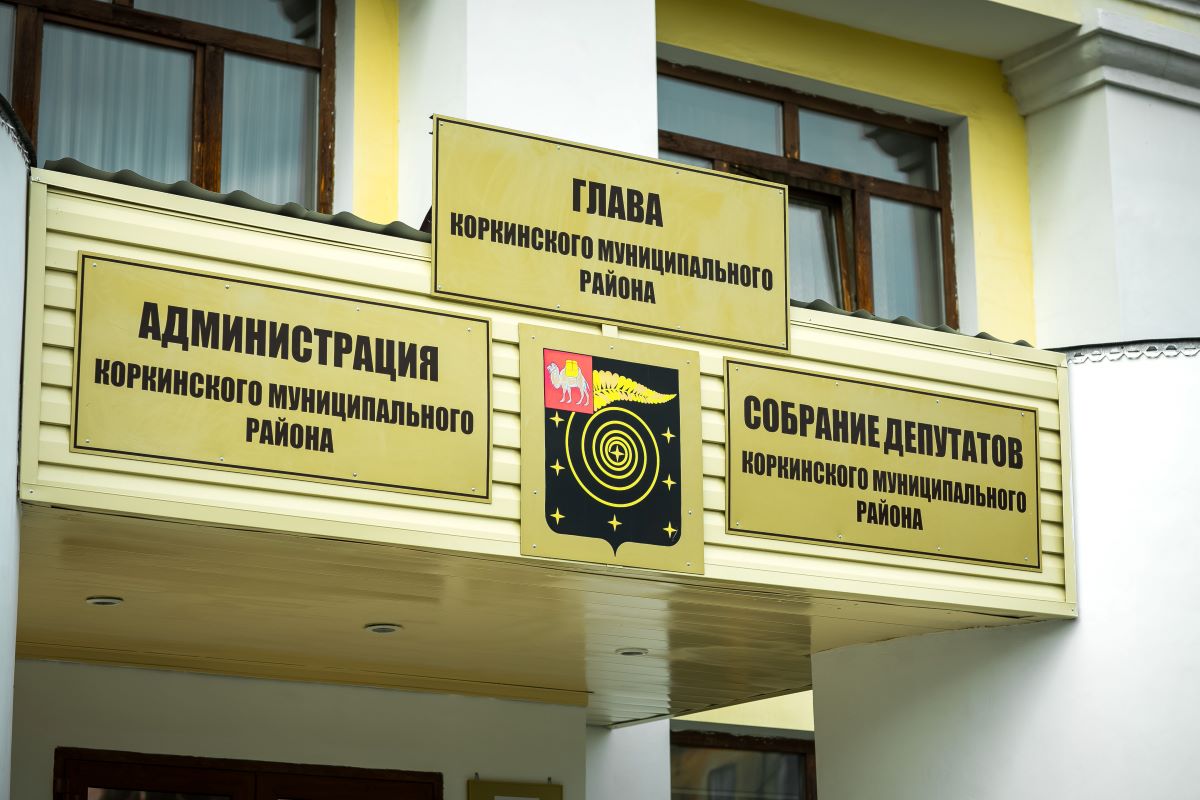 ГЛАВА
КОРКИНСКОГО МУНИЦИПАЛЬНОГО
РАЙОНА
АДМИНИСТРАЦИЯ
КОРКИНСКОГО МУНИЦИПАЛЬНОГО
РАЙОНА
СОБРАНИЕ ДЕПУТАТОВ
КОРКИНСКОГО МУНИЦИПАЛЬНОГО
РАЙОНА